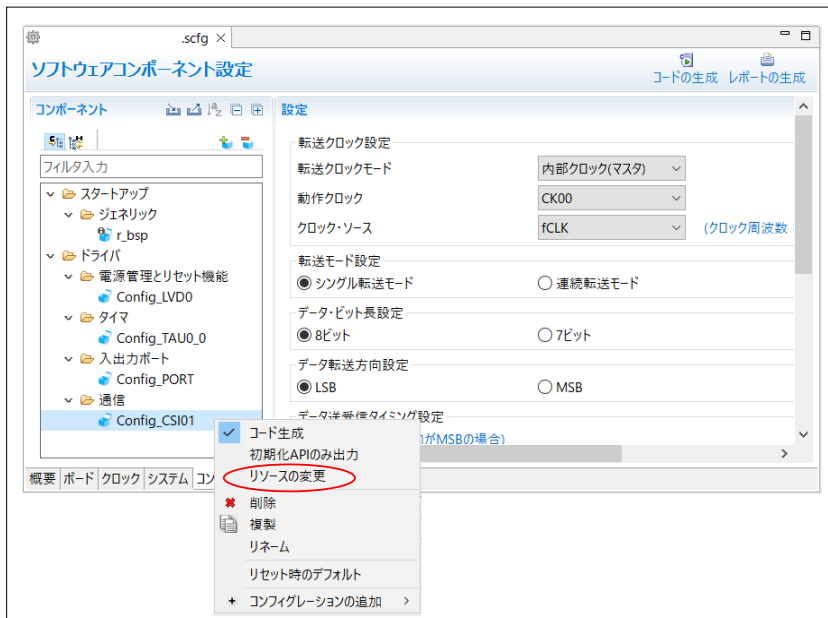 .scfg
ソフトウェアコンポーネント設定
コードの生成 レポートの生成
コンポーネント
設定
フィルタ入力
スタートアップ
ジェネリック
r_bsp
ドライバ
電源管理とリセット機能
Config_LVD0
タイマ
Config_TAU0_0
入出力ポート
Config_PORT
通信
Config_CSI01
転送クロック設定
転送クロックモード 内部クロック(マスタ)
動作クロック CK00
クロック・ソース fCLK (クロック周波数
転送モード設定
シングル転送モード 連続転送モード
データ・ビット長設定
8ビット 7ビット
データ転送方向設定
LSB MSB
データ送受信タイミング設定
がMSBの場合)
概要 ボード クロック システム コン
コード生成
初期化APIのみ出力
リソースの変更
削除
複製
リネーム
リセット時のデフォルト
コンフィグレーションの追加